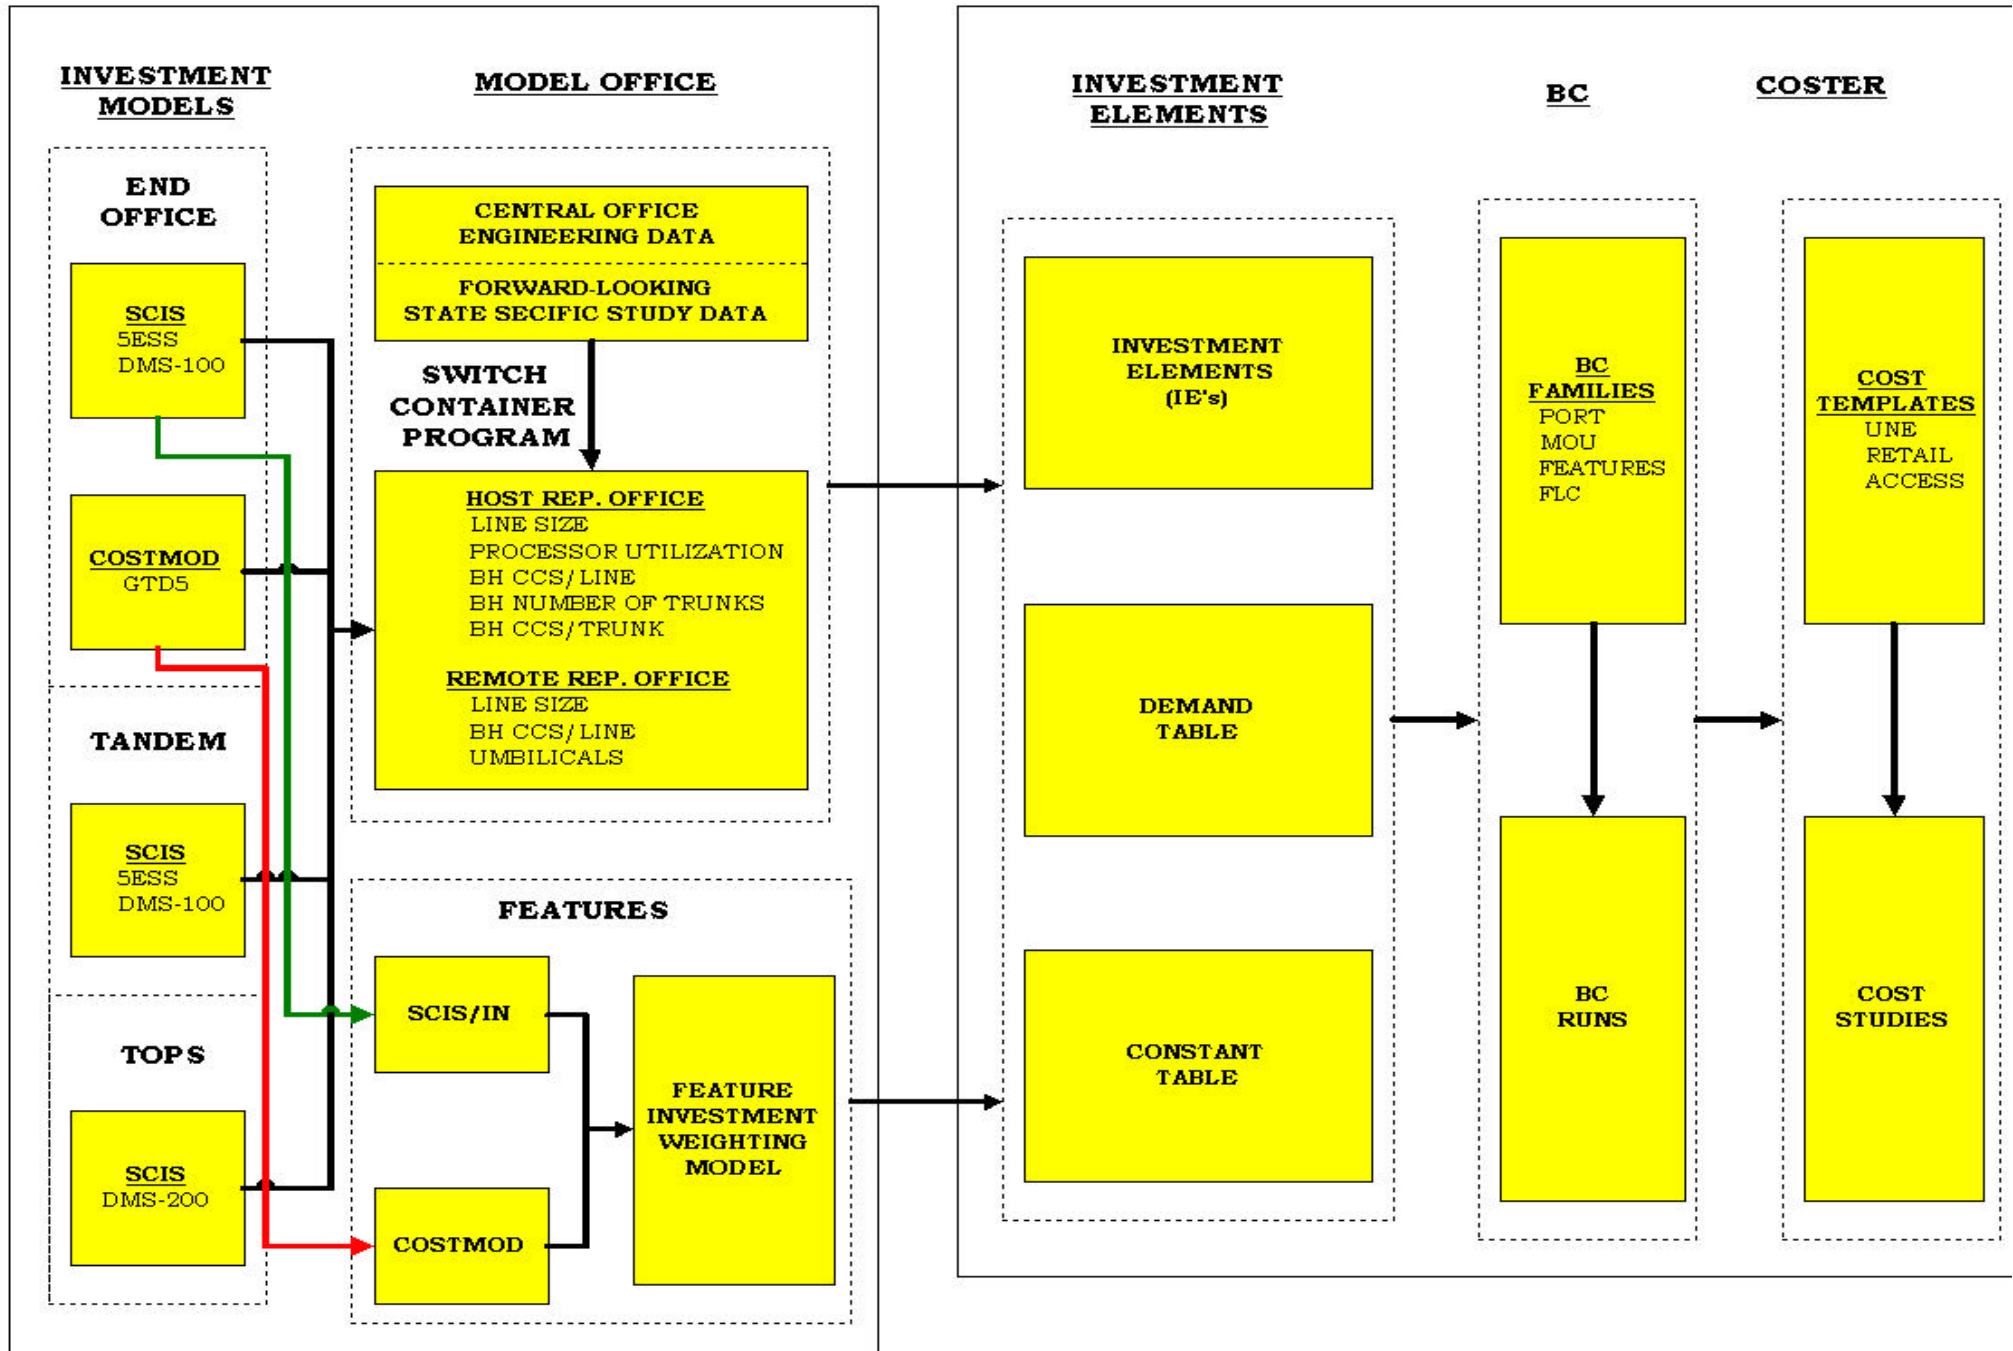 INVESTMENT
MODELS
END
OFFICE
SCIS
5ESS
DMS-100
COSTMOD
GTD5
TANDEM
SCIS
5ESS
DMS-100
TOPS
SCIS
DMS-200
MODEL OFFICE
CENTRAL OFFICE
ENGINEERING DATA
FORWARD-LOOKING
STATE SECIFIC STUDY DATA
SWITCH
CONTAINER
PROGRAM
HOST REP. OFFICE
LINE SIZE
PROCESSOR UTILIZATION
BH CCS/LINE
BH NUMBER OF TRUNKS
BH CCS/TRUNK
REMOTE REP. OFFICE
LINE SIZE
BH CCS/LINE
UMBILICALS
FEATURES
SCIS/IN
COSTMOD
FEATURE
INVESTMENT
WEIGHTING
MODEL
INVESTMENT
ELEMENTS
INVESTMENT
ELEMENTS
(IE's)
DEMAND
TABLE
CONSTANT
TABLE
BC
BC
FAMILIES
PORT
MOU
FEATURES
FLC
BC
RUNS
COSTER
COST
TEMPLATES
UNE
RETAIL
ACCESS
COST
STUDIES